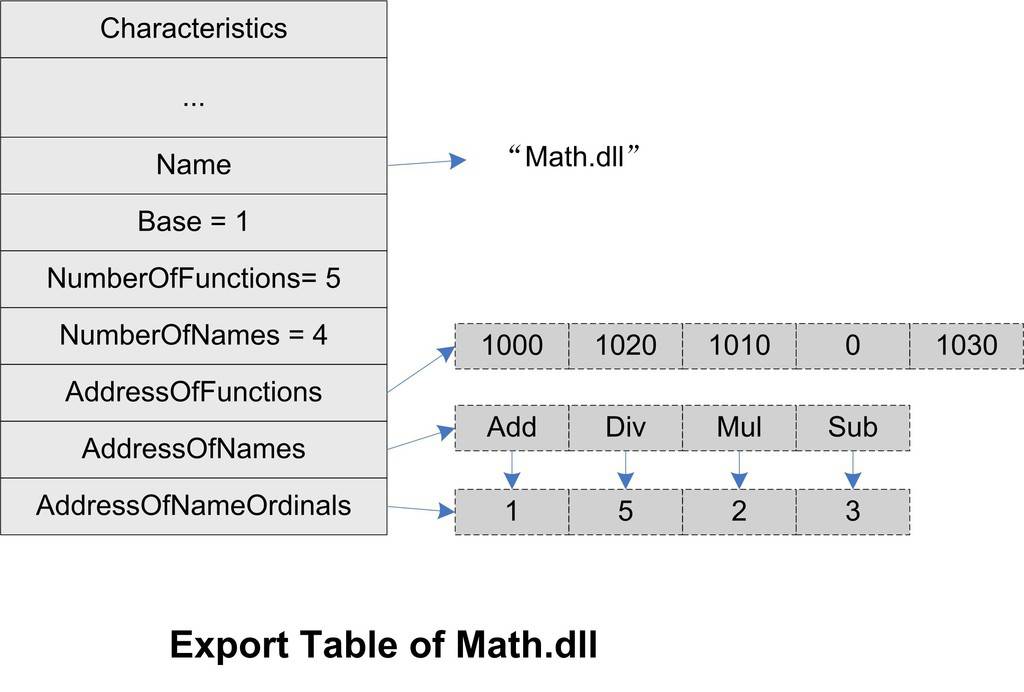 Characteristics
...
Name
“Math.dll”
Base = 1
NumberOfFunctions= 5
NumberOfNames = 4
1000 1020 1010 0 1030
AddressOfFunctions
Add Div Mul Sub
AddressOfNames
AddressOfNameOrdinals
1 5 2 3
Export Table of Math.dll